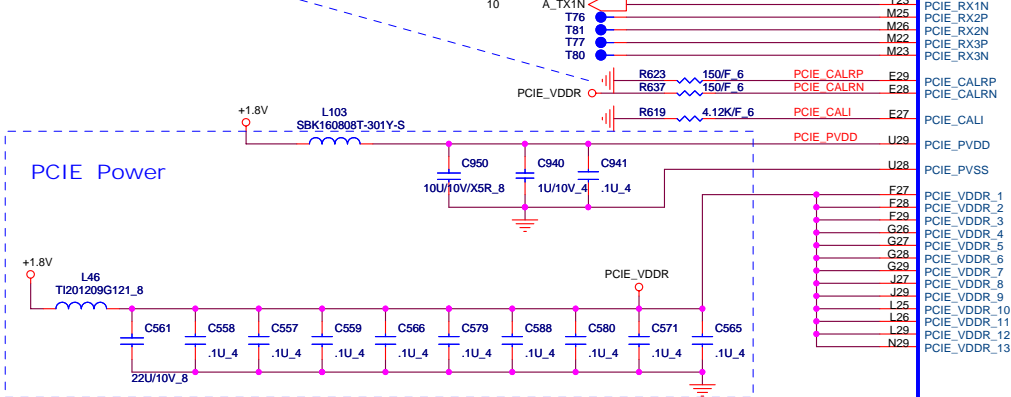 10 A_TX1N T23 PCIE_RX1N
T76 M25 PCIE_RX2P
T81 M26 PCIE_RX2N
T77 M22 PCIE_RX3P
T80 M23 PCIE_RX3N
R623 150/F_6 PCIE_CALRP E29 PCIE_CALRP
PCIE_VDDR R637 150/F_6 PCIE_CALRN E28 PCIE_CALRN
+1.8V L103 R619 4.12K/F_6 E27 PCIE_CALI
SBK160808T-301Y-S
PCIE_PVDD U29 PCIE_PVDD
PCIE Power
C950 C940 C941 U28 PCIE_PVSS
10U/10V/X5R_8 1U/10V_4 .1U_4
F27 PCIE_VDDR_1
F28 PCIE_VDDR_2
F29 PCIE_VDDR_3
G26 PCIE_VDDR_4
G27 PCIE_VDDR_5
G28 PCIE_VDDR_6
G29 PCIE_VDDR_7
J27 PCIE_VDDR_8
J29 PCIE_VDDR_9
L25 PCIE_VDDR_10
L26 PCIE_VDDR_11
L29 PCIE_VDDR_12
N29 PCIE_VDDR_13
+1.8V
L46 PCIE_VDDR
TI201209G121_8
C561 C558 C557 C559 C566 C579 C588 C580 C571 C565
.1U_4 .1U_4 .1U_4 .1U_4 .1U_4 .1U_4 .1U_4 .1U_4 .1U_4
22U/10V_8